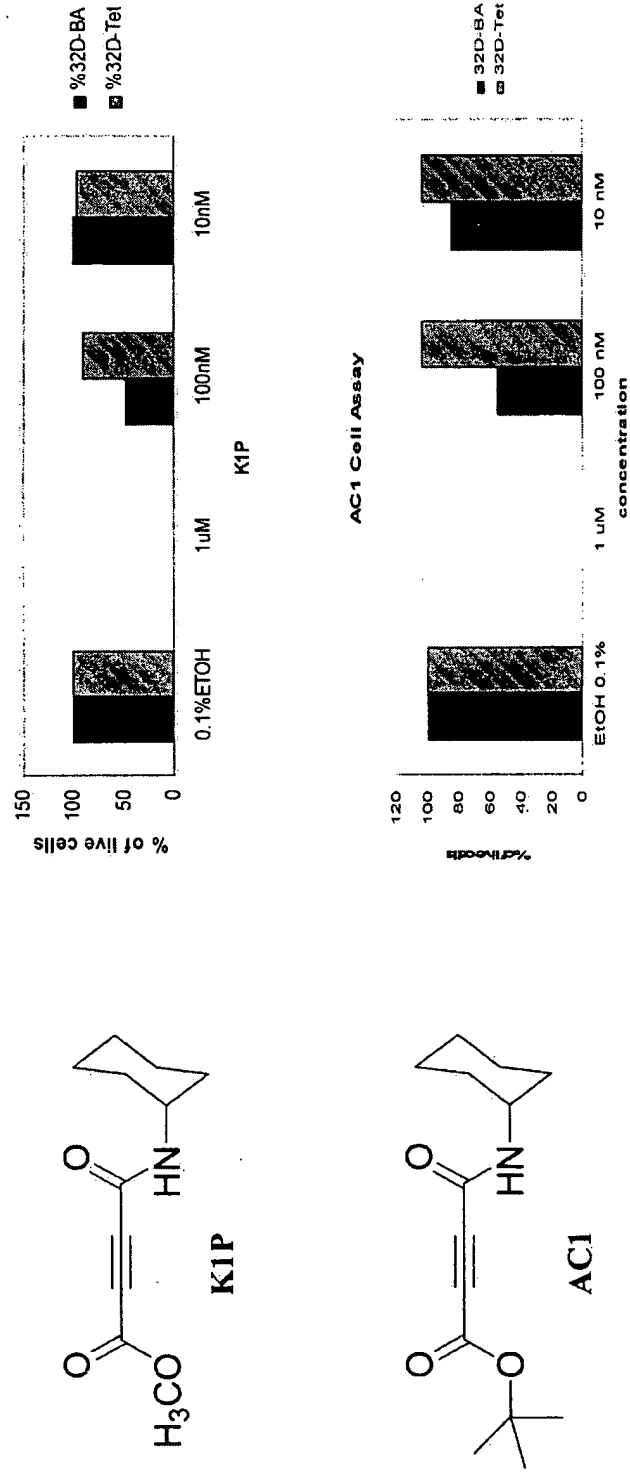 O
O
H₃CO
HN
K1P
150
100
50
0
% of live cells
0.1%ETOH
1uM
100nM
10nM
K1P
%32D-BA
%32D-Tet
O
O
O
HN
AC1
AC1 Cell Assay
120
100
80
60
40
20
0
%oflivecells
EtOH 0.1%
1 uM
100 nM
10 nM
concentration
32D-BA
32D-Tet